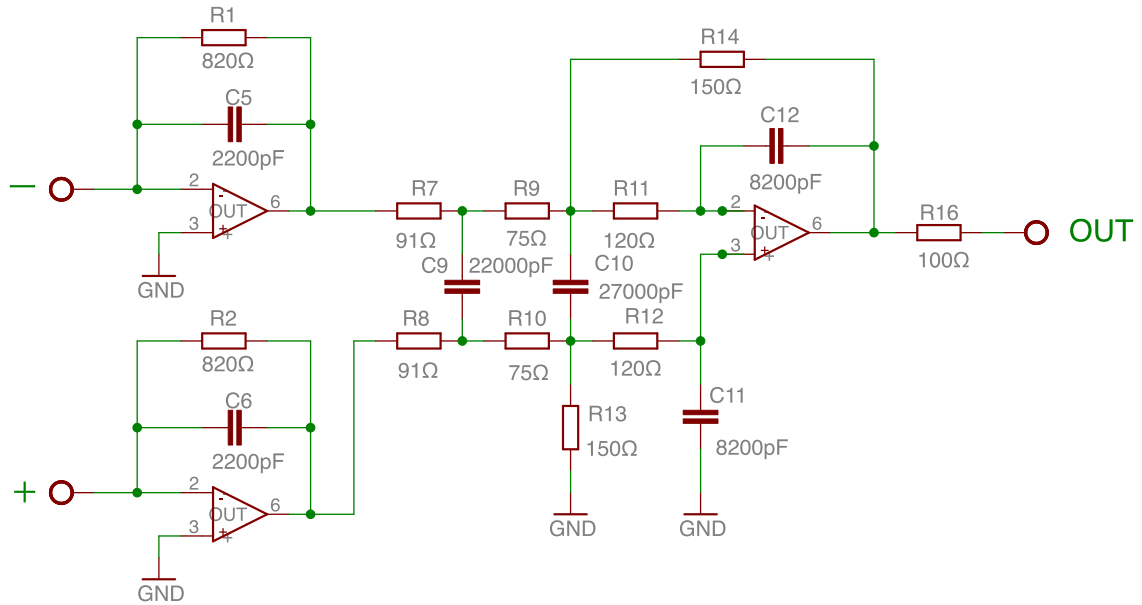 R1
820Ω
C5
2200pF
−
2
-
OUT
6
3
+
+
GND
R2
820Ω
C6
2200pF
+
2
-
OUT
6
3
+
+
GND
R7
91Ω
R9
75Ω
R11
120Ω
C9
22000pF
C10
27000pF
R8
91Ω
R10
75Ω
R12
120Ω
R13
150Ω
GND
C11
8200pF
GND
R14
150Ω
C12
8200pF
2
-
OUT
6
3
+
+
R16
100Ω
OUT